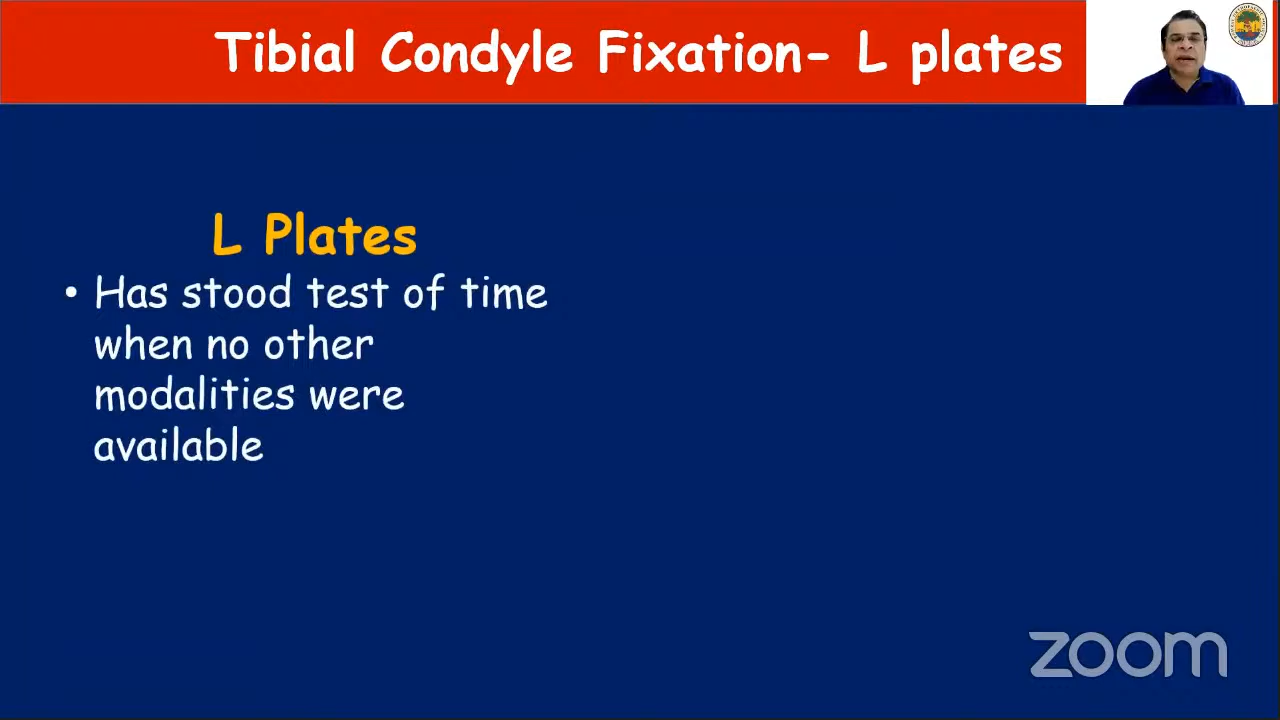 Tibial Condyle Fixation- L plates
L Plates
• Has stood test of time
when no other
modalities were
available
zoom